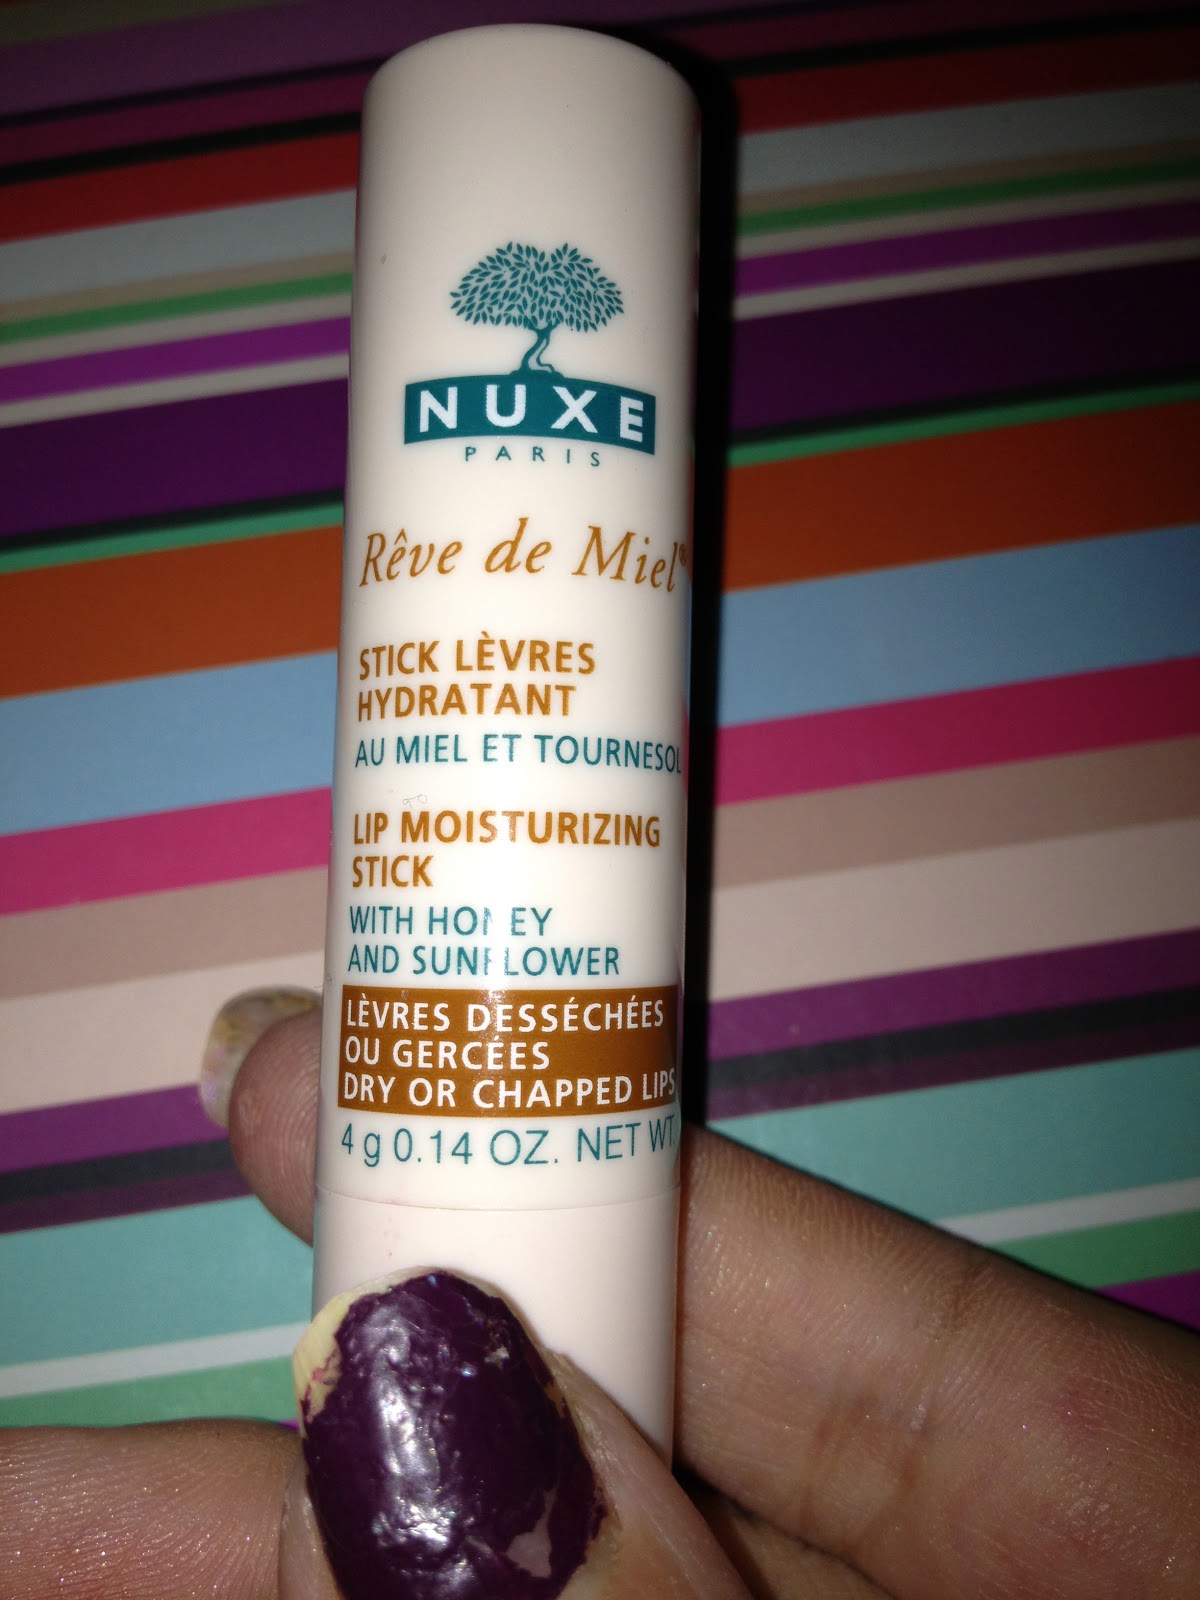 NUXE
PARIS
Rêve de Miel®
STICK LÈVRES
HYDRATANT
AU MIEL ET TOURNESOL
LIP MOISTURIZING
STICK
WITH HONEY
AND SUNFLOWER
LÈVRES DESSÉCHÉES
OU GERCÉES
DRY OR CHAPPED LIPS
4 g 0.14 OZ. NET WT.